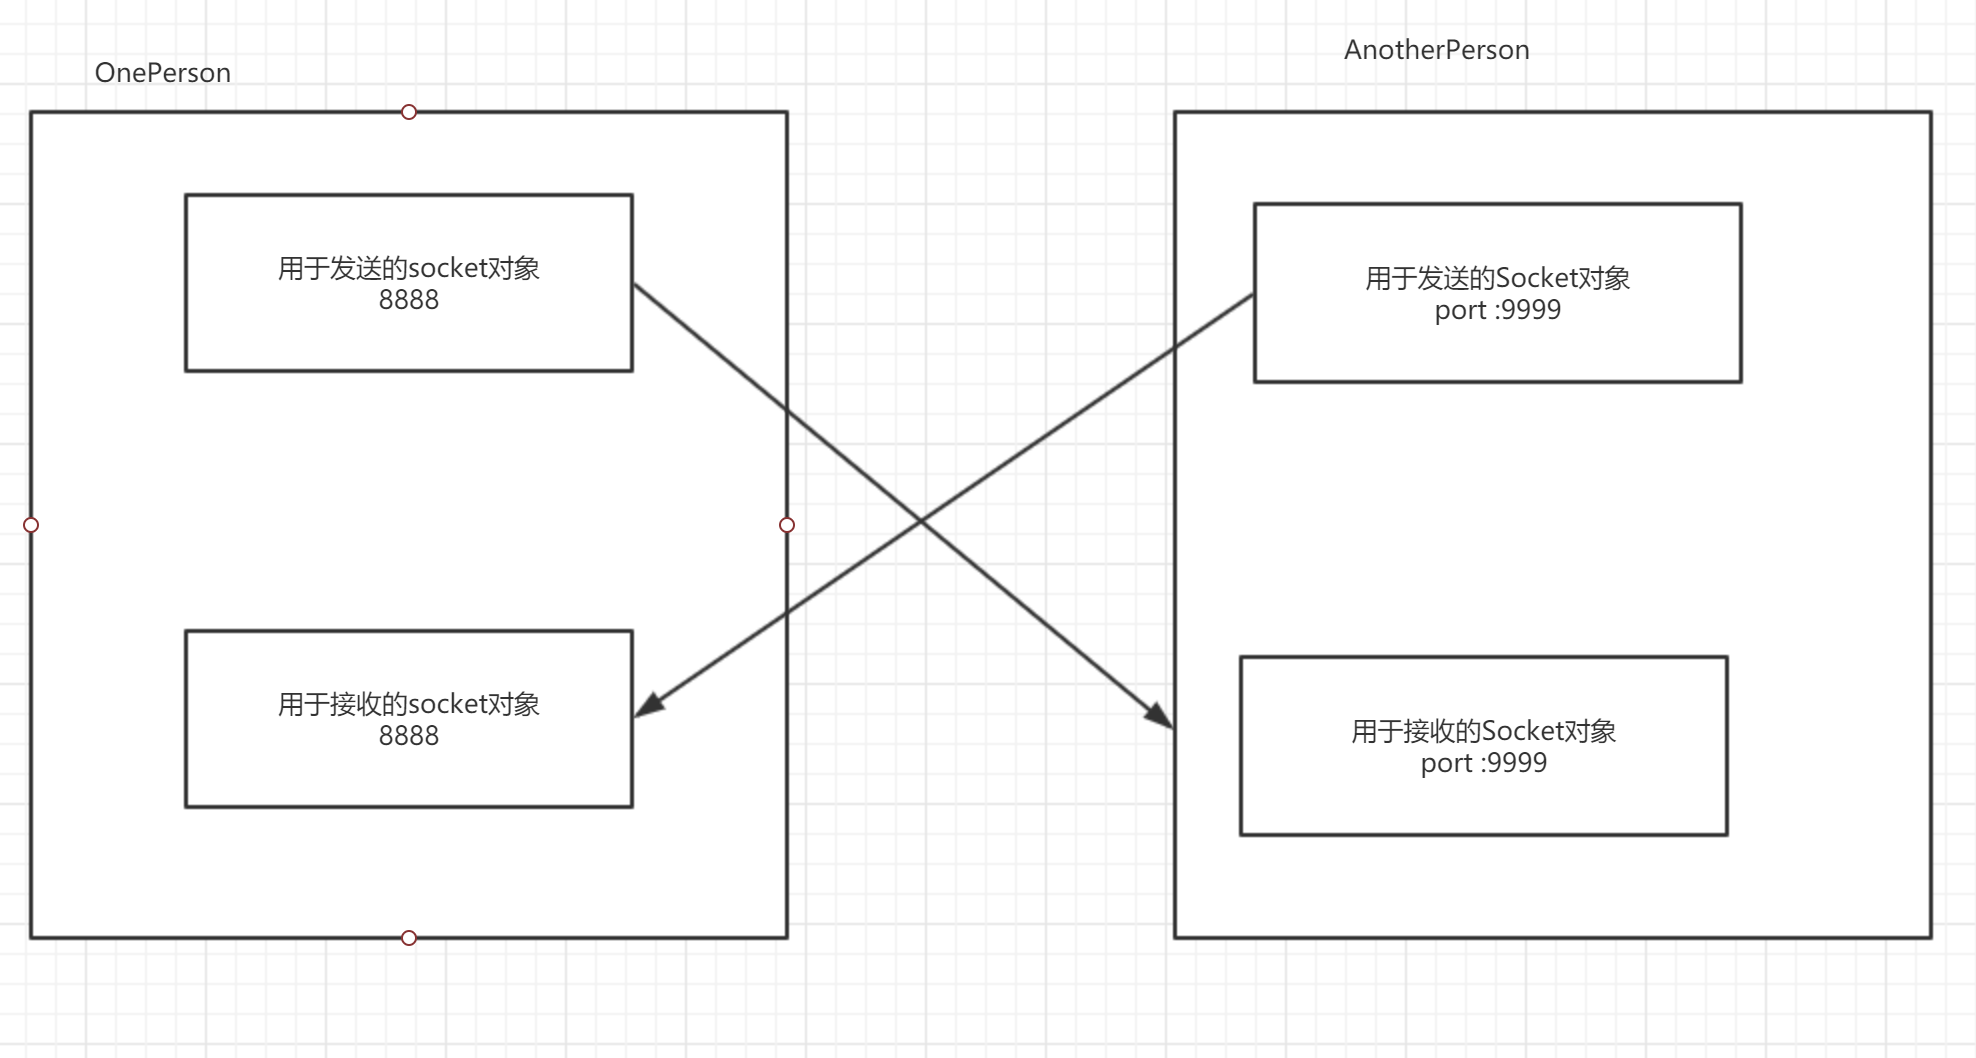 OnePerson
AnotherPerson
用于发送的socket对象
8888
用于发送的Socket对象
port :9999
用于接收的socket对象
8888
用于接收的Socket对象
port :9999